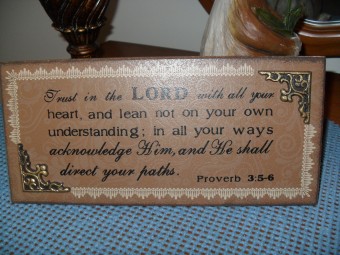 Trust in the LORD with all your
heart, and lean not on your own
understanding; in all your ways
acknowledge Him, and He shall
direct your paths.
Proverb 3:5-6